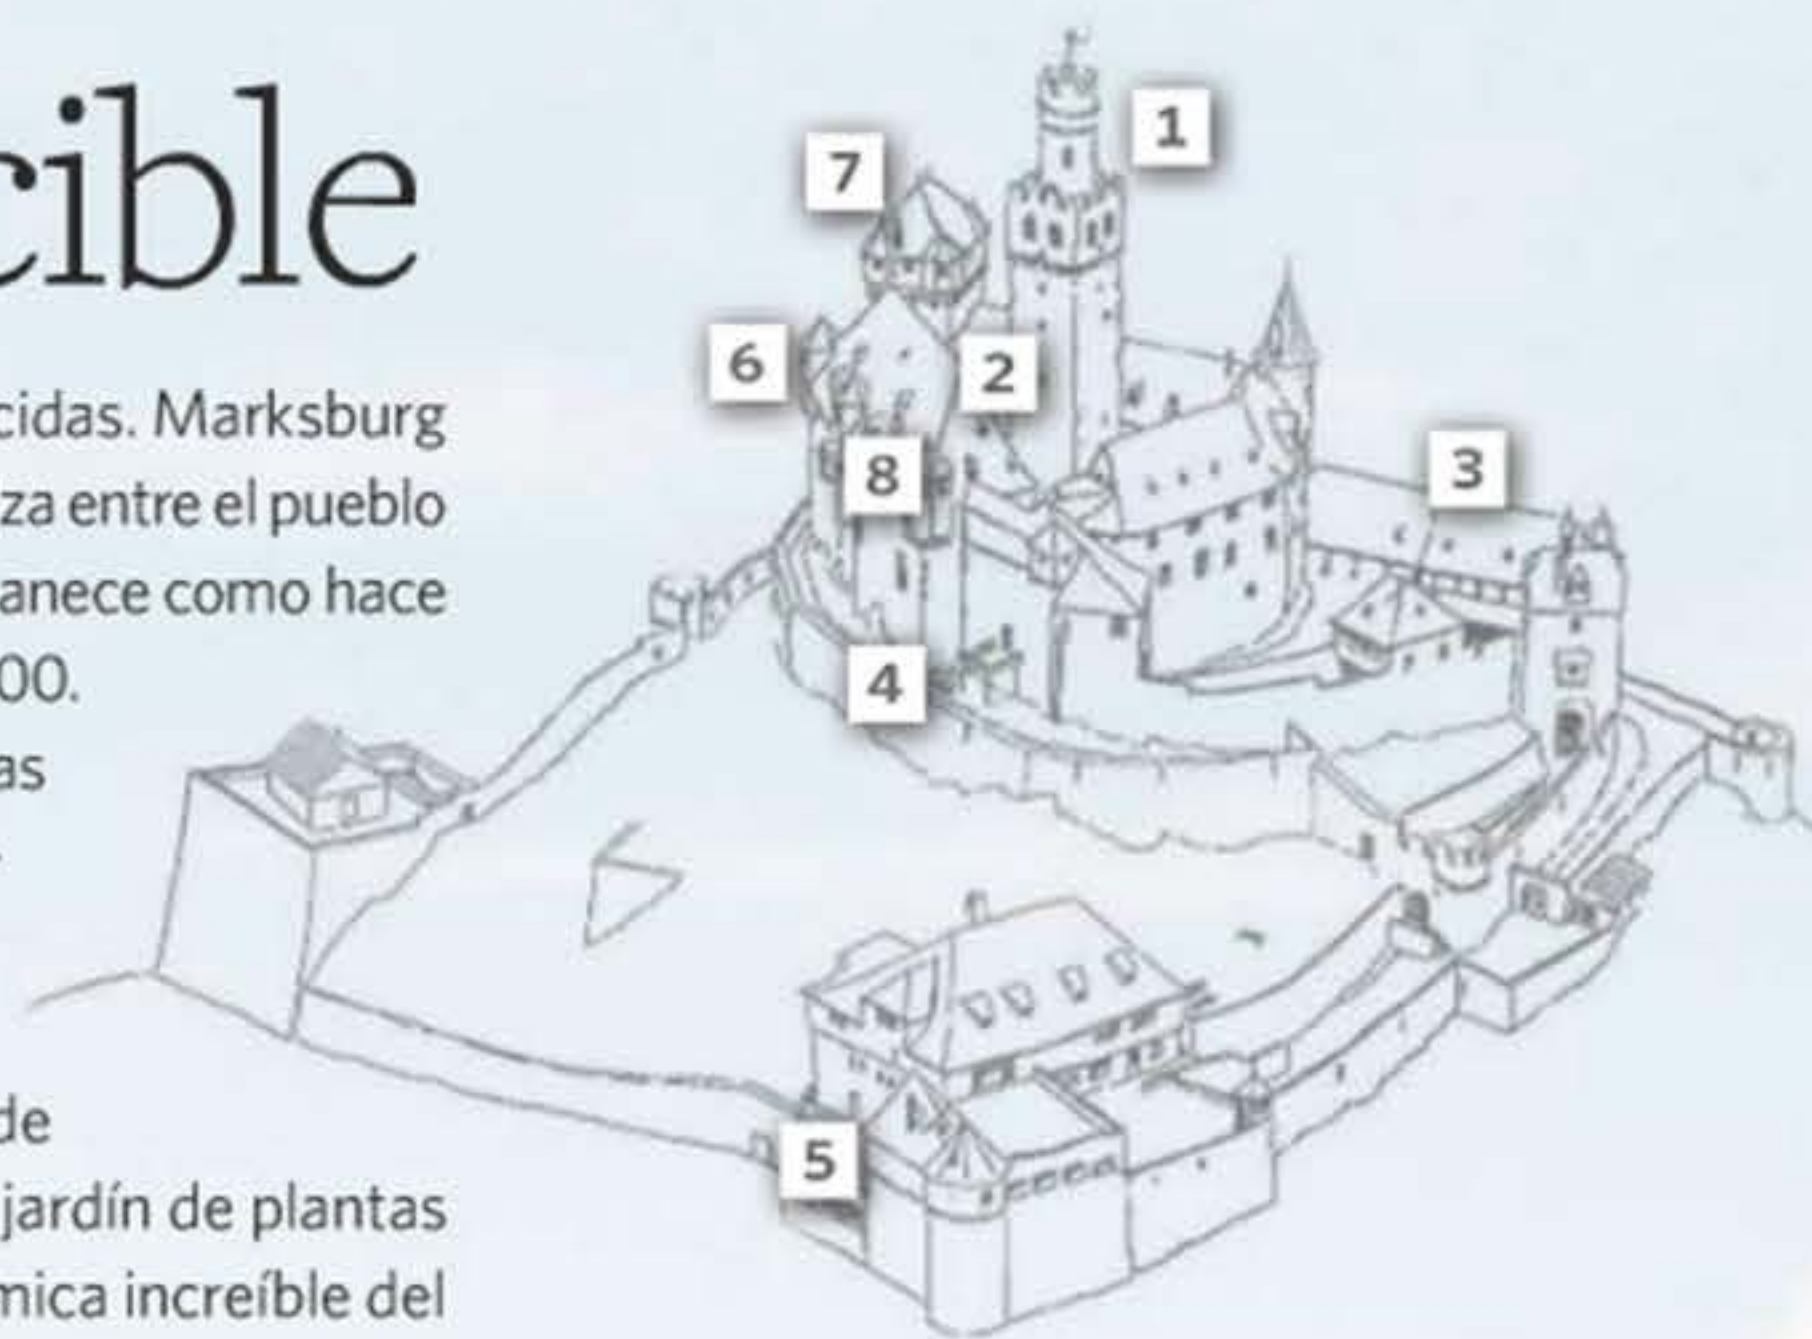 cible
cidas. Marksburg
za entre el pueblo
anece como hace
00.
as
de
jardín de plantas
mica increíble del
1
7
6
2
8
3
4
5